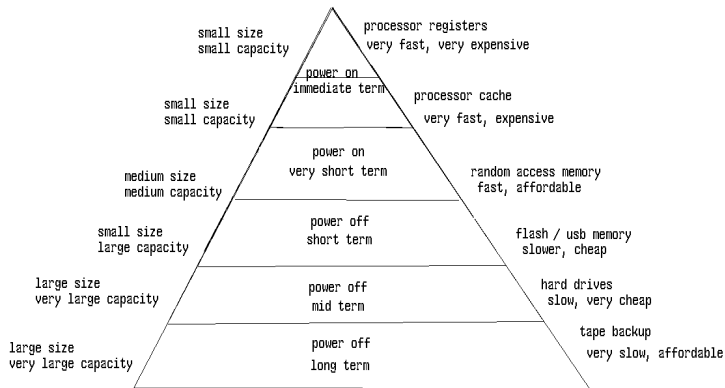 small size
small capacity
processor registers
very fast, very expensive
power on
immediate term
small size
small capacity
processor cache
very fast, expensive
power on
very short term
medium size
medium capacity
random access memory
fast, affordable
power off
short term
small size
large capacity
flash / usb memory
slower, cheap
power off
mid term
large size
very large capacity
hard drives
slow, very cheap
power off
long term
large size
very large capacity
tape backup
very slow, affordable